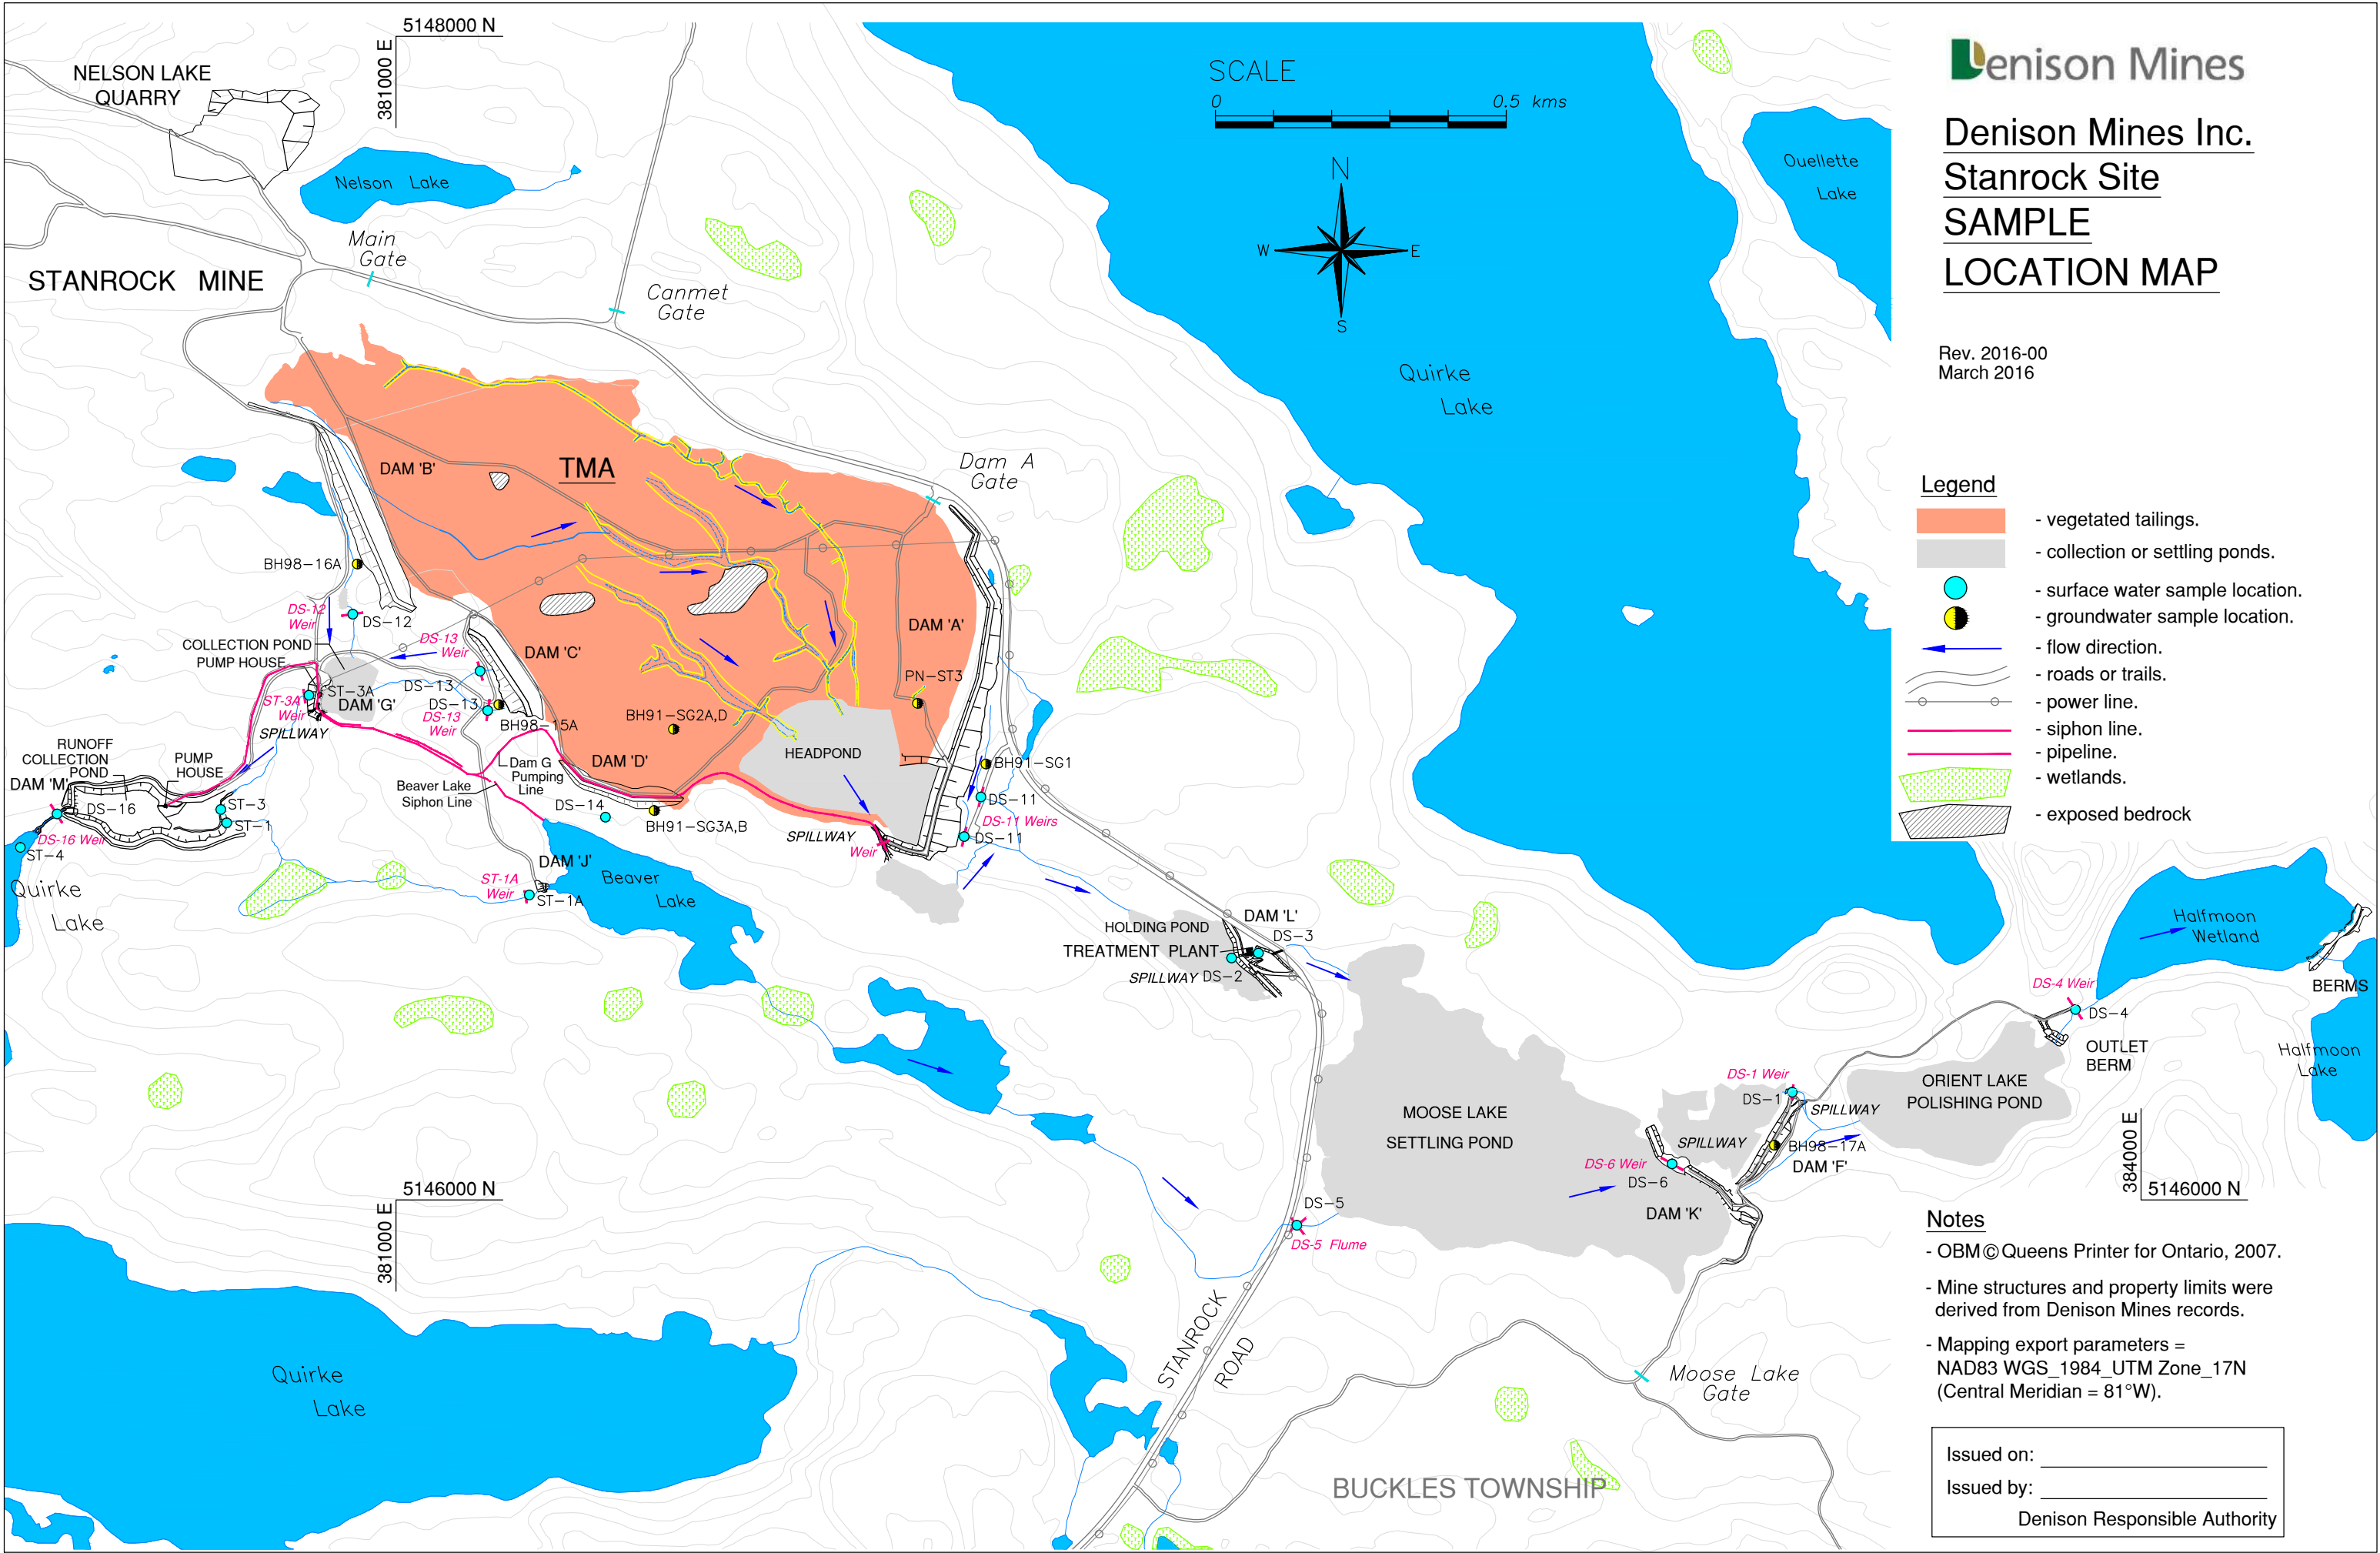 5148000 N
381000 E
NELSON LAKE
QUARRY
Nelson Lake
Main
Gate
STANROCK MINE
Canmet
Gate
SCALE
0 0.5 kms
N
W E
S
Ouellette
Lake
Quirke
Lake
Denison Mines
Denison Mines Inc.
Stanrock Site
SAMPLE
LOCATION MAP
Rev. 2016-00
March 2016
Legend
- vegetated tailings.
- collection or settling ponds.
- surface water sample location.
- groundwater sample location.
- flow direction.
- roads or trails.
- power line.
- siphon line.
- pipeline.
- wetlands.
- exposed bedrock
DAM 'B'
TMA
Dam A
Gate
BH98-16A
DS-12
Weir
DS-12
COLLECTION POND
PUMP HOUSE
DS-13
Weir
DAM 'C'
DAM 'A'
ST-3A
ST-3A
Weir
DAM 'G'
DS-13
DS-13
DS-13
Weir
BH98-15A
PN-ST3
BH91-SG2A,D
SPILLWAY
RUNOFF
COLLECTION
POND
PUMP
HOUSE
DAM 'M'
DS-16
DS-16 Weir
ST-3
ST-1
ST-4
Quirke
Lake
Dam G
Pumping
Line
Beaver Lake
Siphon Line
DAM 'D'
HEADPOND
DS-14
BH91-SG3A,B
SPILLWAY
Weir
BH91-SG1
DS-11
DS-11 Weirs
DS-11
DAM 'J'
ST-1A
Weir
ST-1A
Beaver
Lake
HOLDING POND
DAM 'L'
DS-3
TREATMENT PLANT
SPILLWAY
DS-2
MOOSE LAKE
SETTLING POND
DS-1 Weir
DS-1
SPILLWAY
SPILLWAY
BH98-17A
DAM 'F'
DS-6 Weir
DS-6
DAM 'K'
DS-5
DS-5 Flume
ORIENT LAKE
POLISHING POND
DS-4 Weir
DS-4
OUTLET
BERM
Halfmoon
Wetland
BERMS
Halfmoon
Lake
5146000 N
381000 E
384000 E
5146000 N
Quirke
Lake
STANROCK
ROAD
Moose Lake
Gate
BUCKLES TOWNSHIP
Notes
- OBM©Queens Printer for Ontario, 2007.
- Mine structures and property limits were
derived from Denison Mines records.
- Mapping export parameters =
NAD83 WGS_1984_UTM Zone_17N
(Central Meridian = 81°W).
Issued on:
Issued by:
Denison Responsible Authority